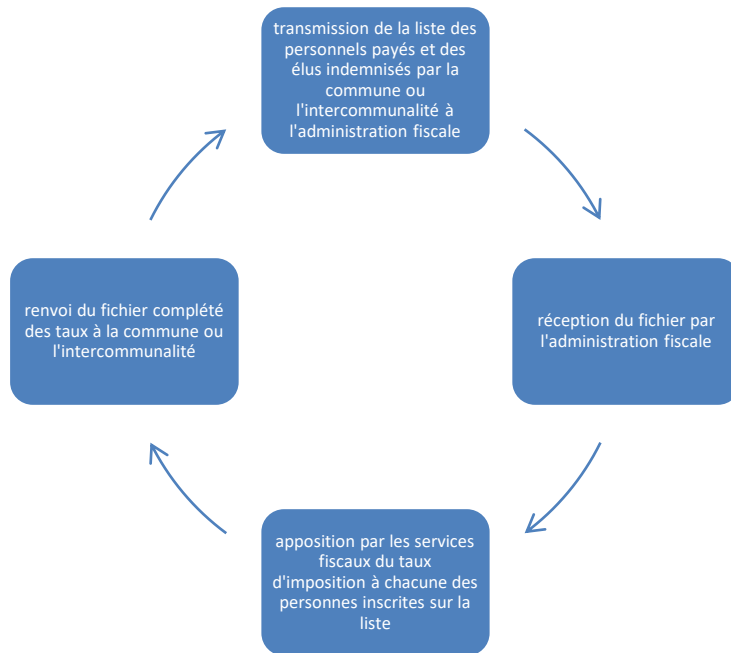 transmission de la liste des
personnels payés et des
élus indemnisés par la
commune ou
l'intercommunalité à
l'administration fiscale
réception du fichier par
l'administration fiscale
apposition par les services
fiscaux du taux
d'imposition à chacune des
personnes inscrites sur la
liste
renvoi du fichier complété
des taux à la commune ou
l'intercommunalité